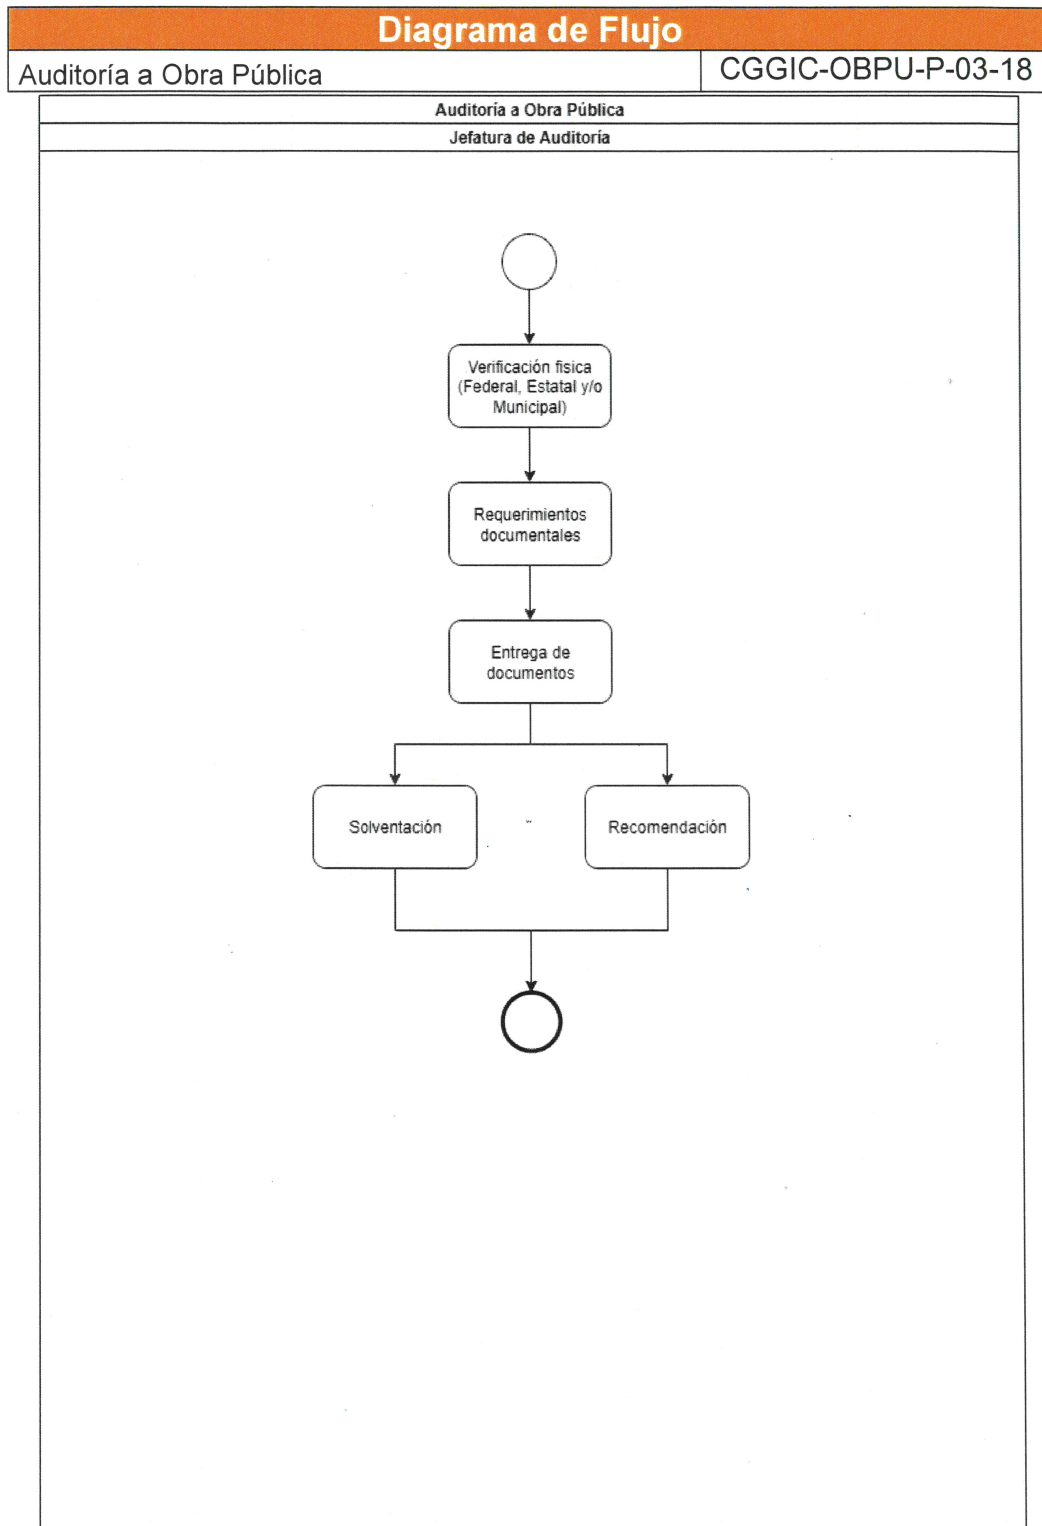 Diagrama de Flujo
Auditoría a Obra Pública
CGGIC-OBPU-P-03-18
Auditoría a Obra Pública
Jefatura de Auditoría
Verificación fisica
(Federal, Estatal y/o
Municipal)
Requerimientos
documentales
Entrega de
documentos
Solventación
Recomendación